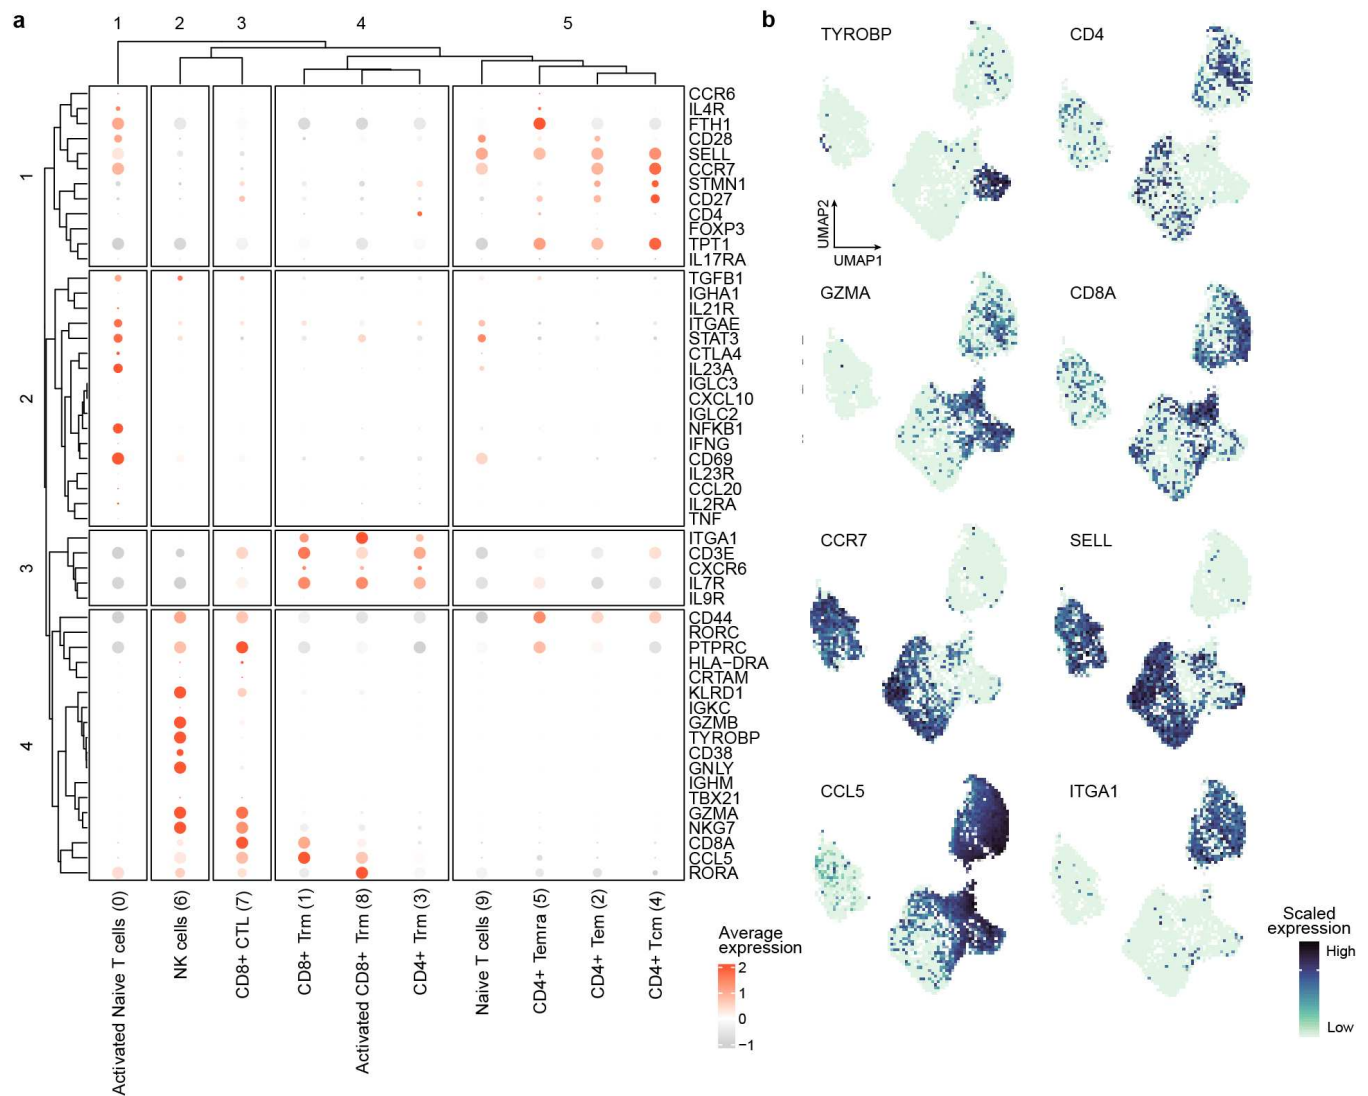 a
1 2 3 4 5
1
CCR6
IL4R
FTH1
CD28
SELL
CCR7
STMN1
CD27
CD4
FOXP3
TPT1
IL17RA
2
TGFB1
IGHA1
IL21R
ITGAE
STAT3
CTLA4
IL23A
IGLC3
CXCL10
IGLC2
NFKB1
IFNG
CD69
IL23R
CCL20
IL2RA
TNF
3
ITGA1
CD3E
CXCR6
IL7R
IL9R
4
CD44
RORC
PTPRC
HLA−DRA
CRTAM
KLRD1
IGKC
GZMB
TYROBP
CD38
GNLY
IGHM
TBX21
GZMA
NKG7
CD8A
CCL5
RORA
Activated Naive T cells (0)
NK cells (6)
CD8+ CTL (7)
CD8+ Trm (1)
Activated CD8+ Trm (8)
CD4+ Trm (3)
Naive T cells (9)
CD4+ Temra (5)
CD4+ Tem (2)
CD4+ Tcm (4)
Average
expression
2
1
0
−1
b
TYROBP
CD4
UMAP2
UMAP1
GZMA
CD8A
CCR7
SELL
CCL5
ITGA1
Scaled
expression
High
Low